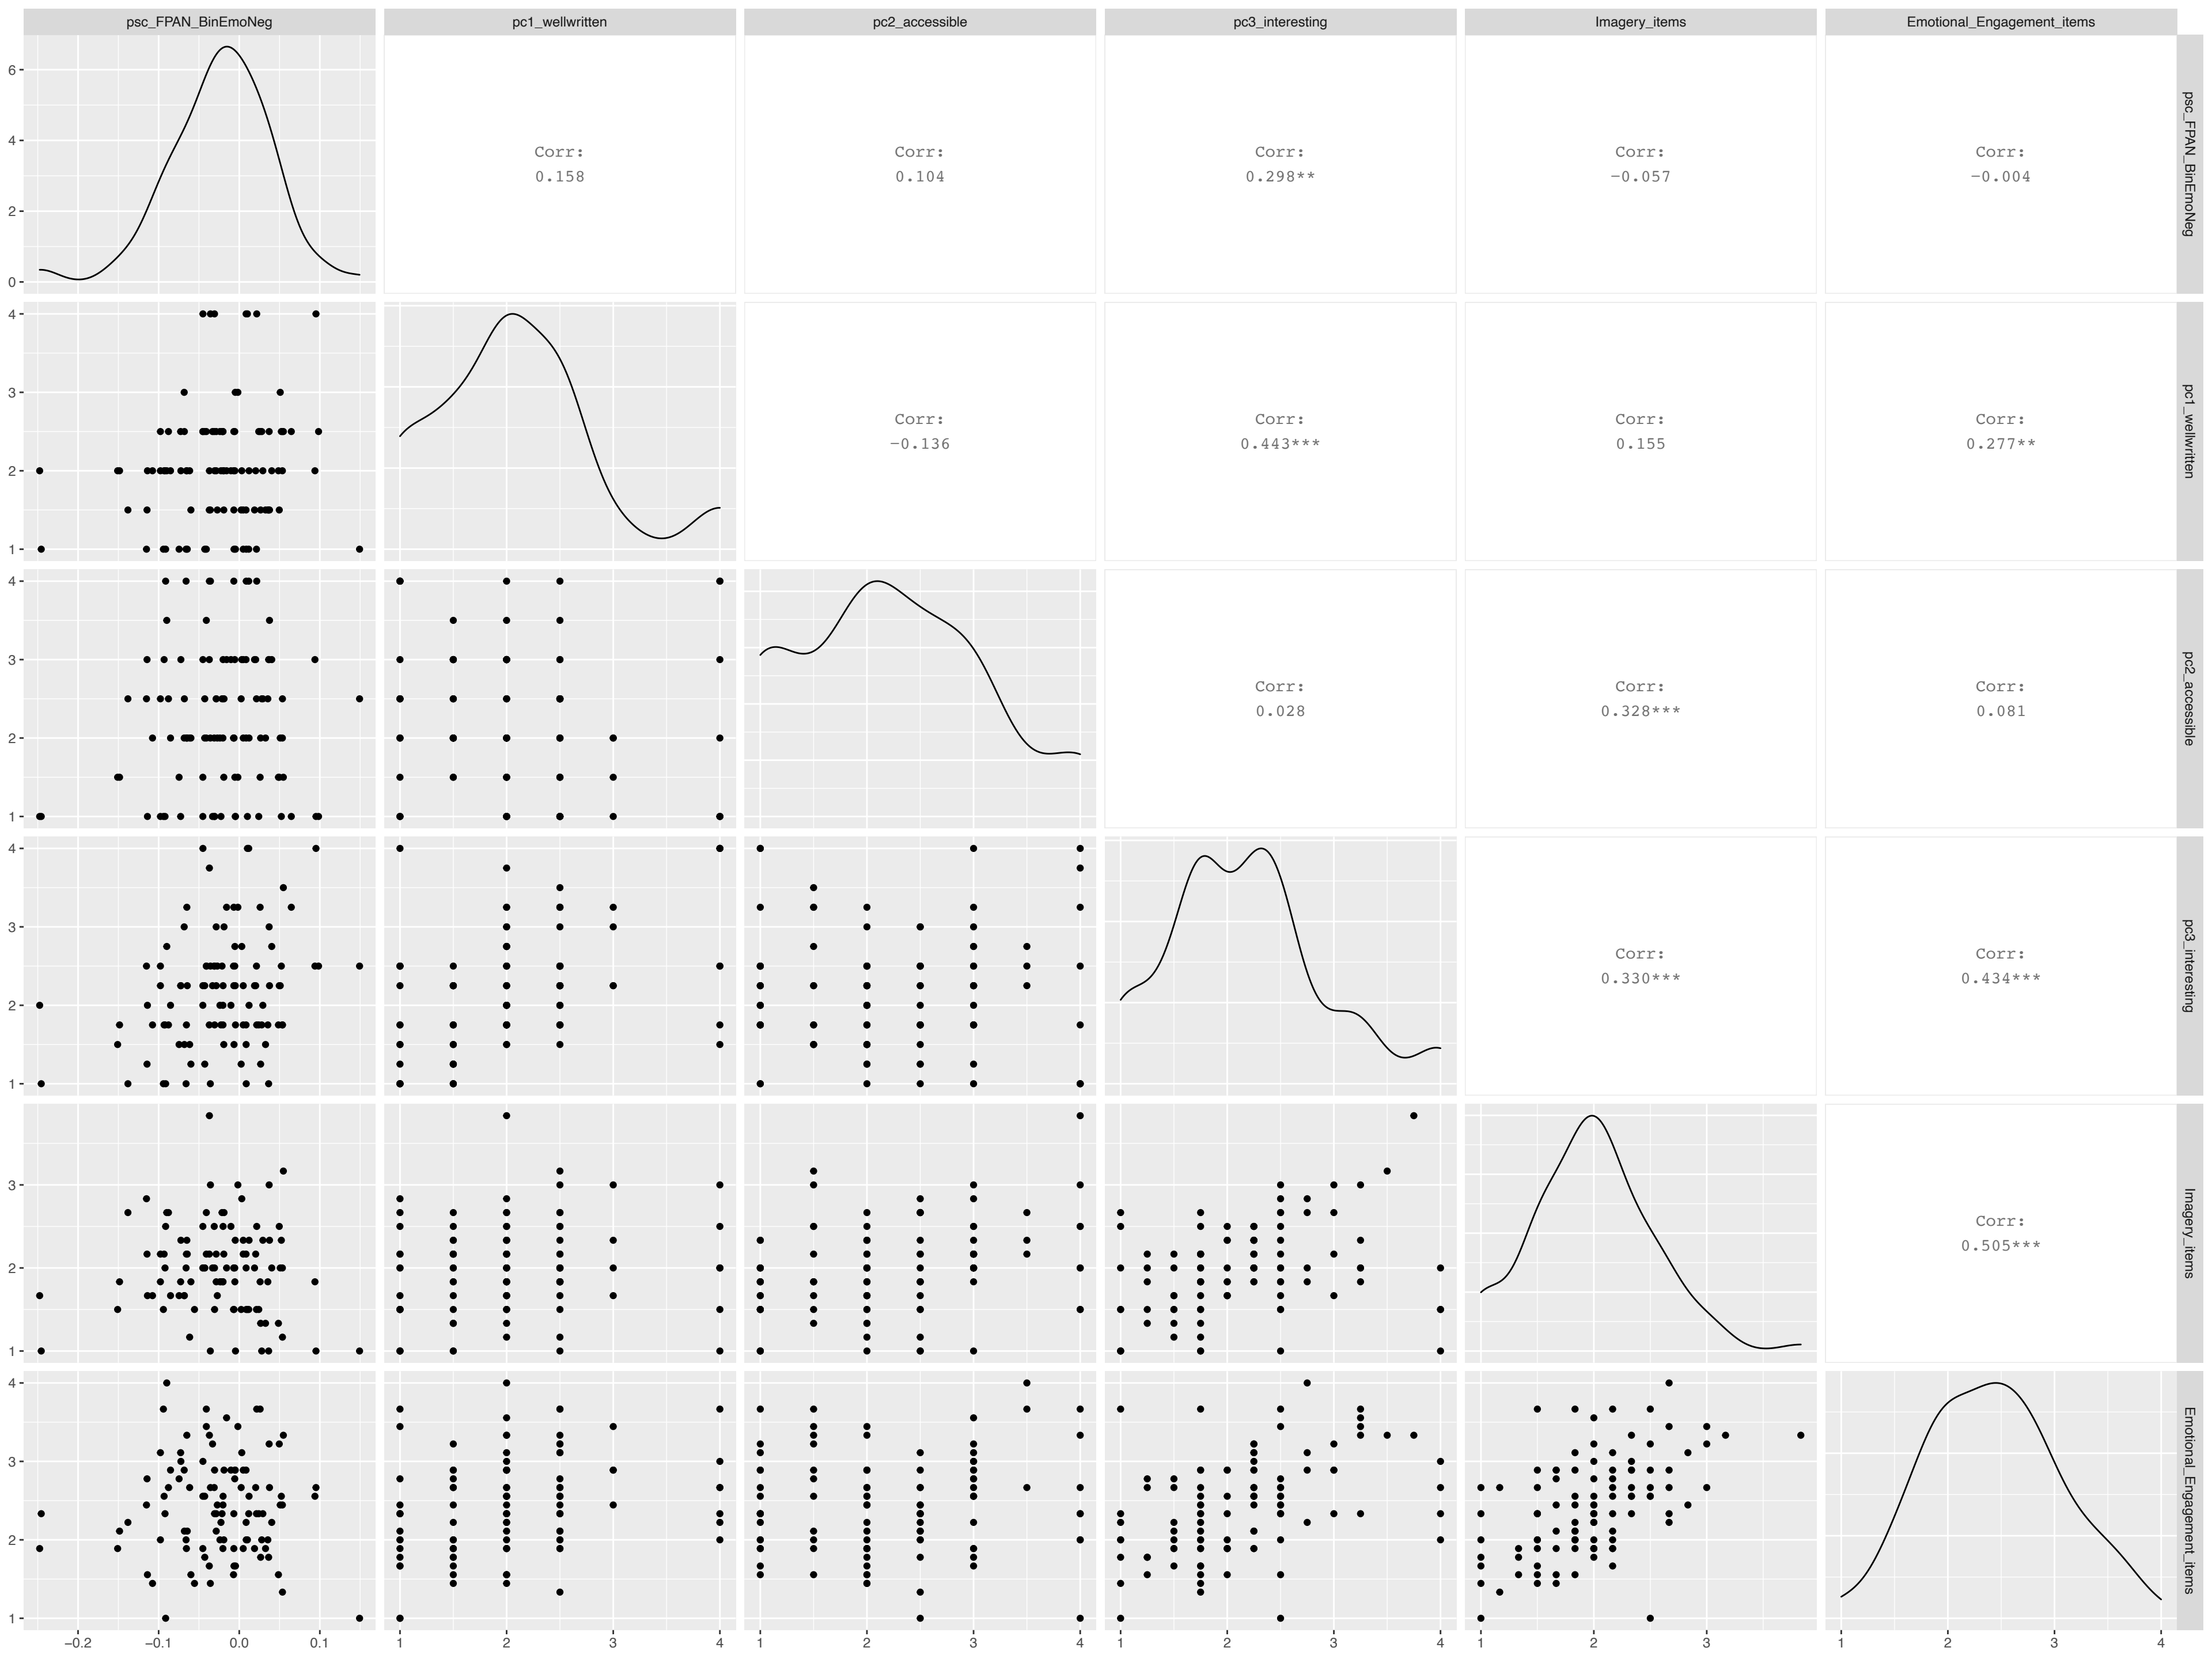 psc_FPAN_BinEmoNeg pc1_wellwritten pc2_accessible pc3_interesting Imagery_items Emotional_Engagement_items
6
4
2
0
Corr:
0.158
Corr:
0.104
Corr:
0.298**
Corr:
−0.057
Corr:
−0.004
psc_FPAN_BinEmoNeg
4
3
2
1
Corr:
−0.136
Corr:
0.443***
Corr:
0.155
Corr:
0.277**
pc1_wellwritten
4
3
2
1
Corr:
0.028
Corr:
0.328***
Corr:
0.081
pc2_accessible
4
3
2
1
Corr:
0.330***
Corr:
0.434***
pc3_interesting
3
2
1
Corr:
0.505***
Imagery_items
4
3
2
1
Emotional_Engagement_items
−0.2 −0.1 0.0 0.1 1 2 3 4 1 2 3 4 1 2 3 4 1 2 3 1 2 3 4